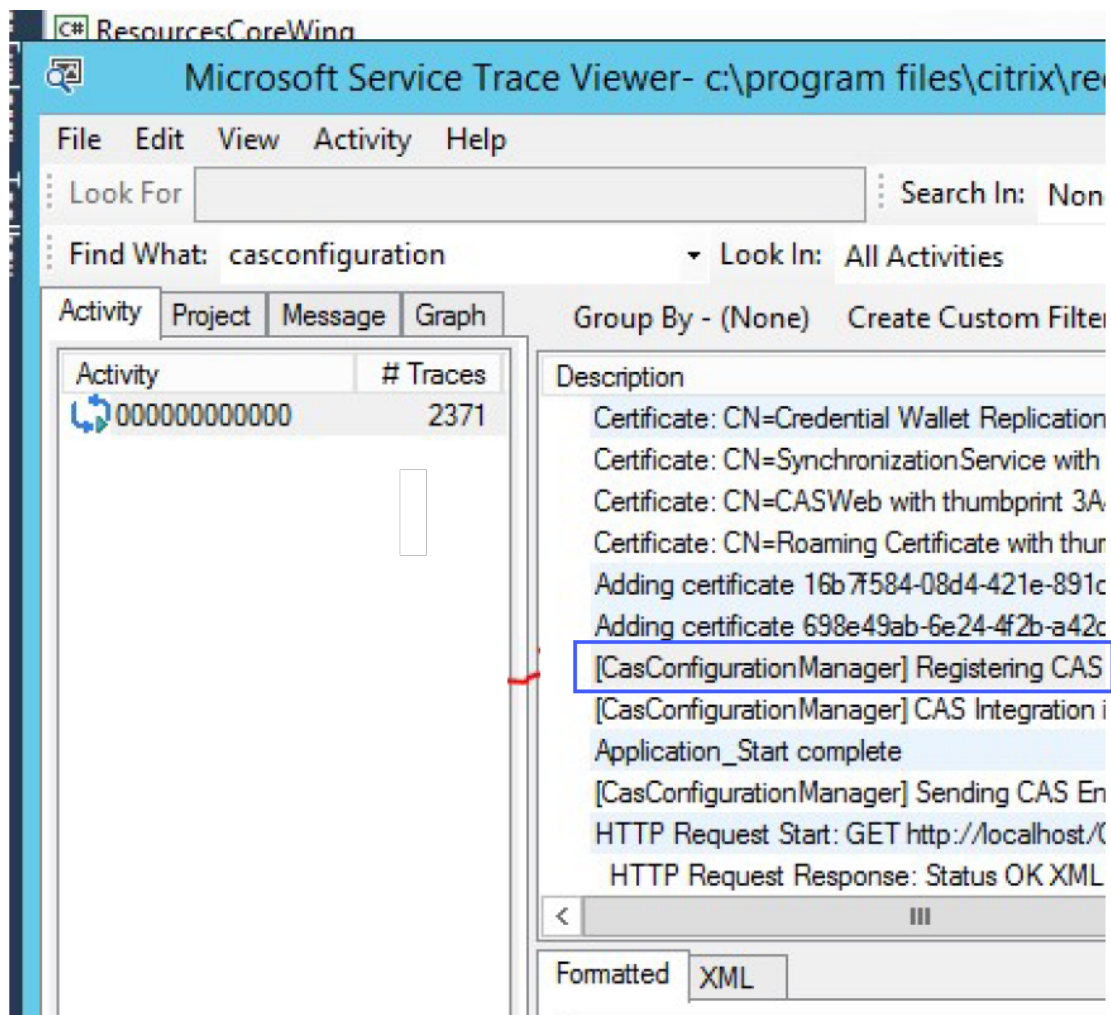 C# ResourcesCoreWing
Microsoft Service Trace Viewer- c:\program files\citrix\re
File Edit View Activity Help
Look For Search In: Non
Find What: casconfiguration Look In: All Activities
Activity Project Message Graph Group By - (None) Create Custom Filter
Activity # Traces Description
000000000000 2371
Certificate: CN=Credential Wallet Replication
Certificate: CN=SynchronizationService with
Certificate: CN=CASWeb with thumbprint 3A
Certificate: CN=Roaming Certificate with thur
Adding certificate 16b7f584-08d4-421e-891c
Adding certificate 698e49ab-6e24-4f2b-a42c
[CasConfigurationManager] Registering CAS
[CasConfigurationManager] CAS Integration i
Application_Start complete
[CasConfigurationManager] Sending CAS En
HTTP Request Start: GET http://localhost/C
HTTP Request Response: Status OK XML
Formatted XML